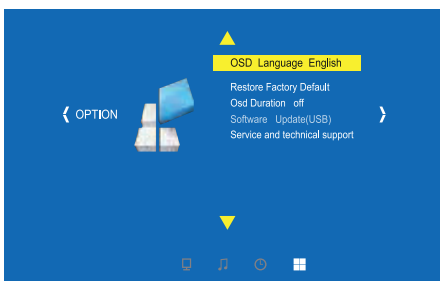 OSD Language English
Restore Factory Default
OPTION
Osd Duration off
Software Update(USB)
Service and technical support